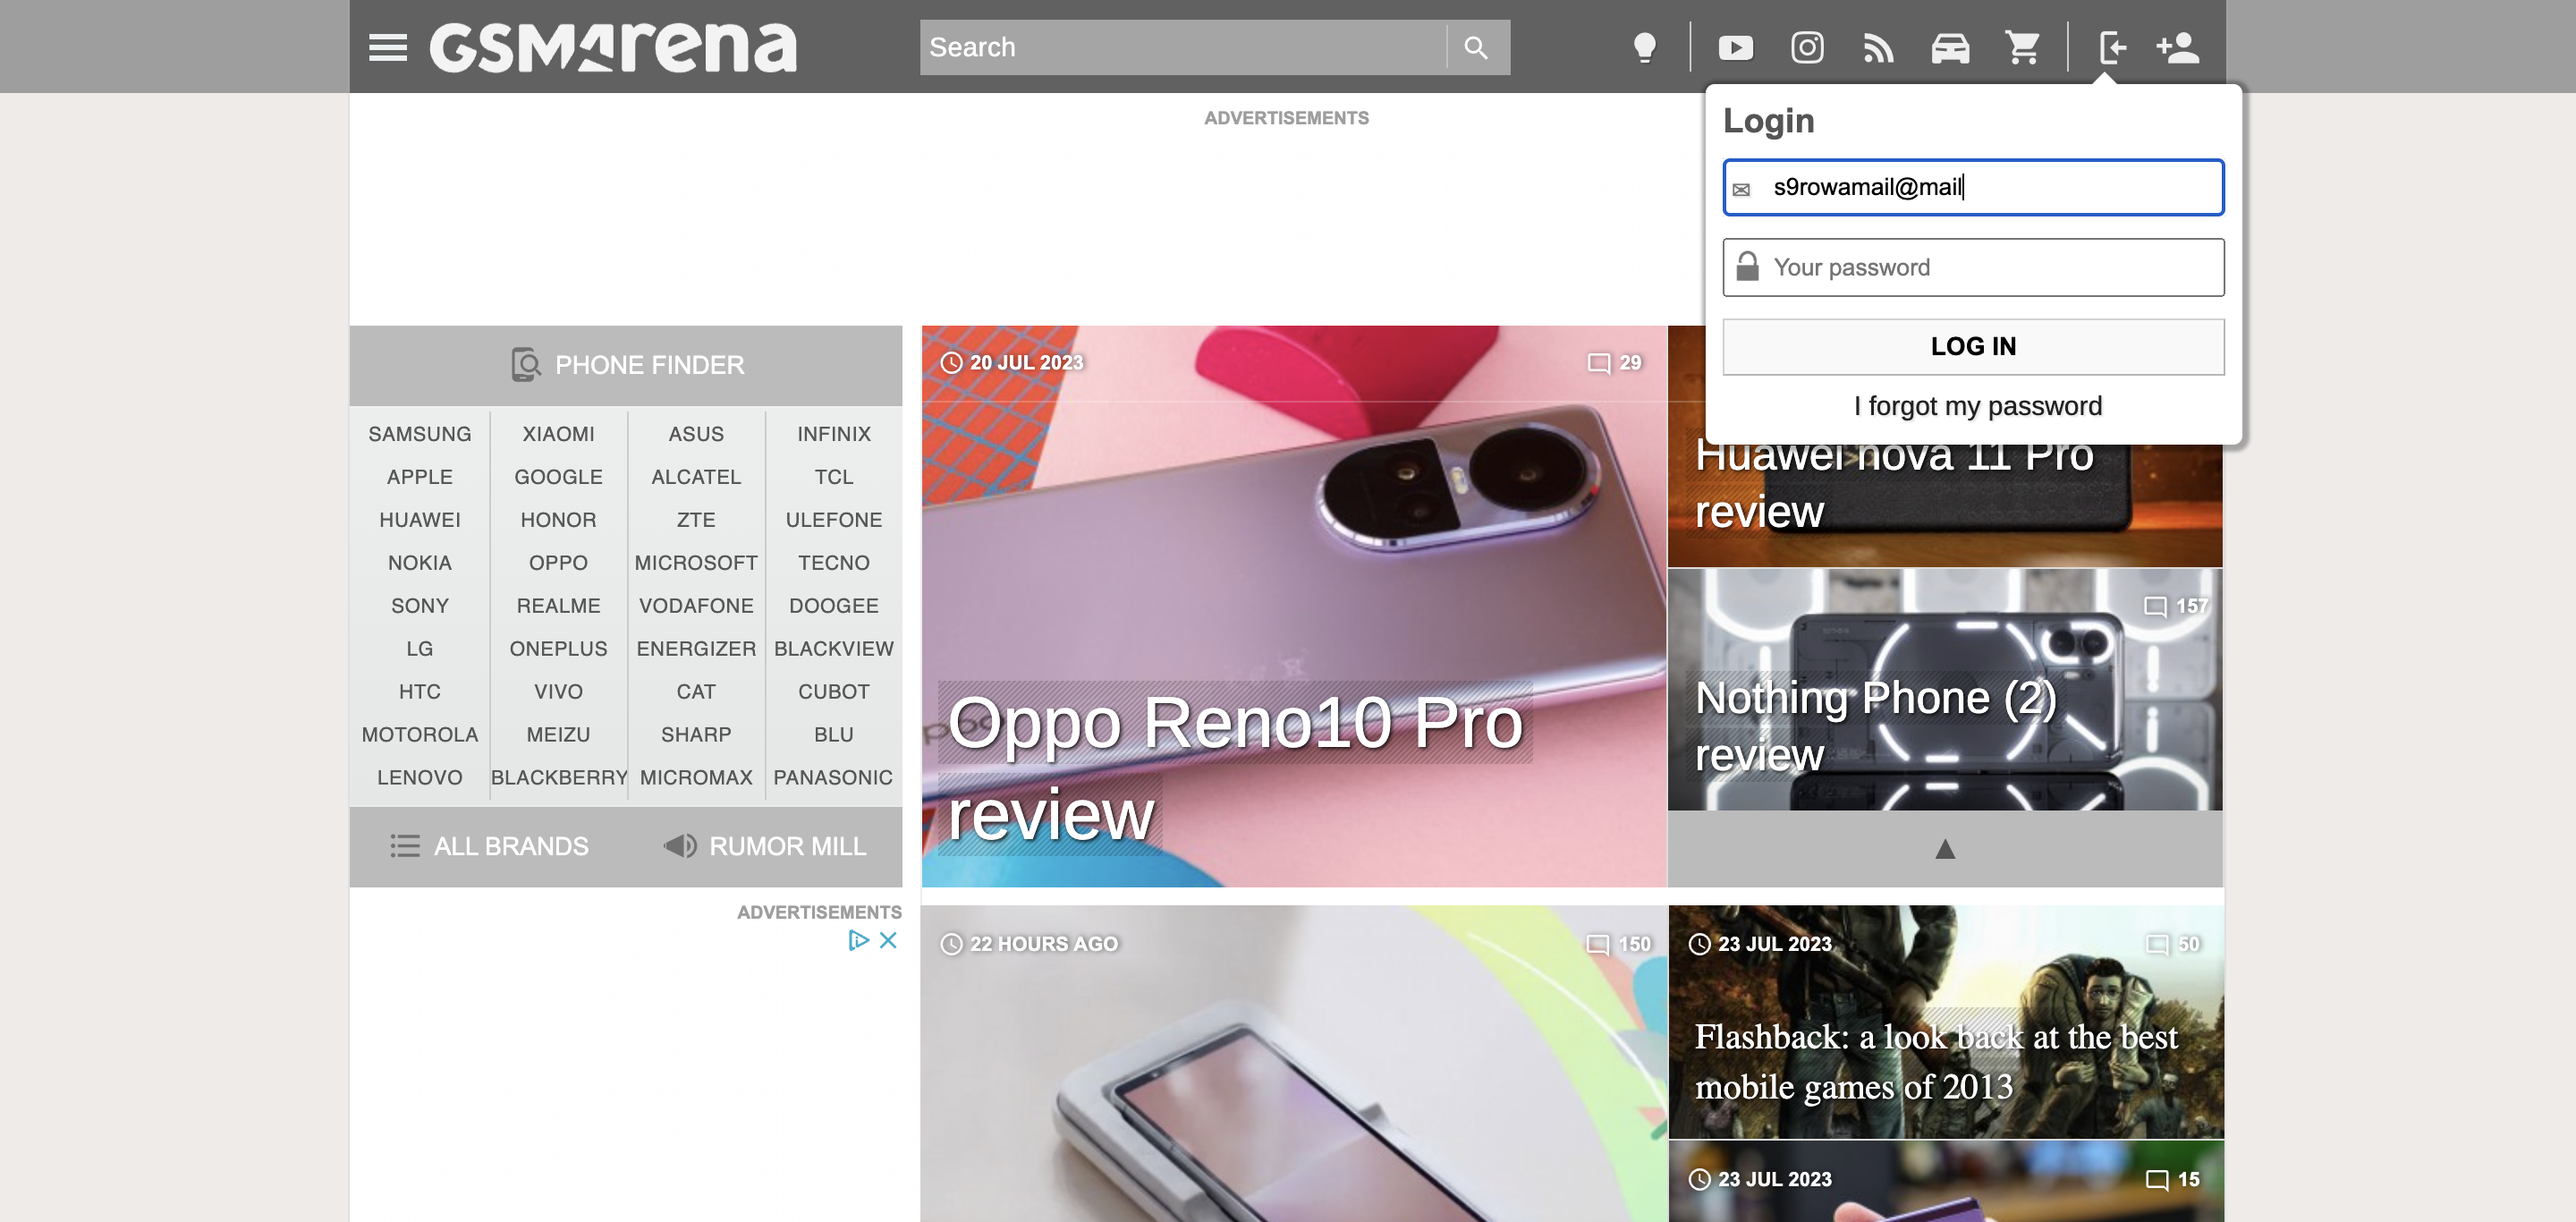 GSMArena
Search
ADVERTISEMENTS
Login
s9rowamail@mail
Your password
LOG IN
I forgot my password
PHONE FINDER
SAMSUNG XIAOMI ASUS INFINIX
APPLE GOOGLE ALCATEL TCL
HUAWEI HONOR ZTE ULEFONE
NOKIA OPPO MICROSOFT TECNO
SONY REALME VODAFONE DOOGEE
LG ONEPLUS ENERGIZER BLACKVIEW
HTC VIVO CAT CUBOT
MOTOROLA MEIZU SHARP BLU
LENOVO BLACKBERRY MICROMAX PANASONIC
ALL BRANDS RUMOR MILL
ADVERTISEMENTS
20 JUL 2023 29
Oppo Reno10 Pro
review
Huawei nova 11 Pro
review
157
Nothing Phone (2)
review
22 HOURS AGO 150
23 JUL 2023 50
Flashback: a look back at the best
mobile games of 2013
23 JUL 2023 15